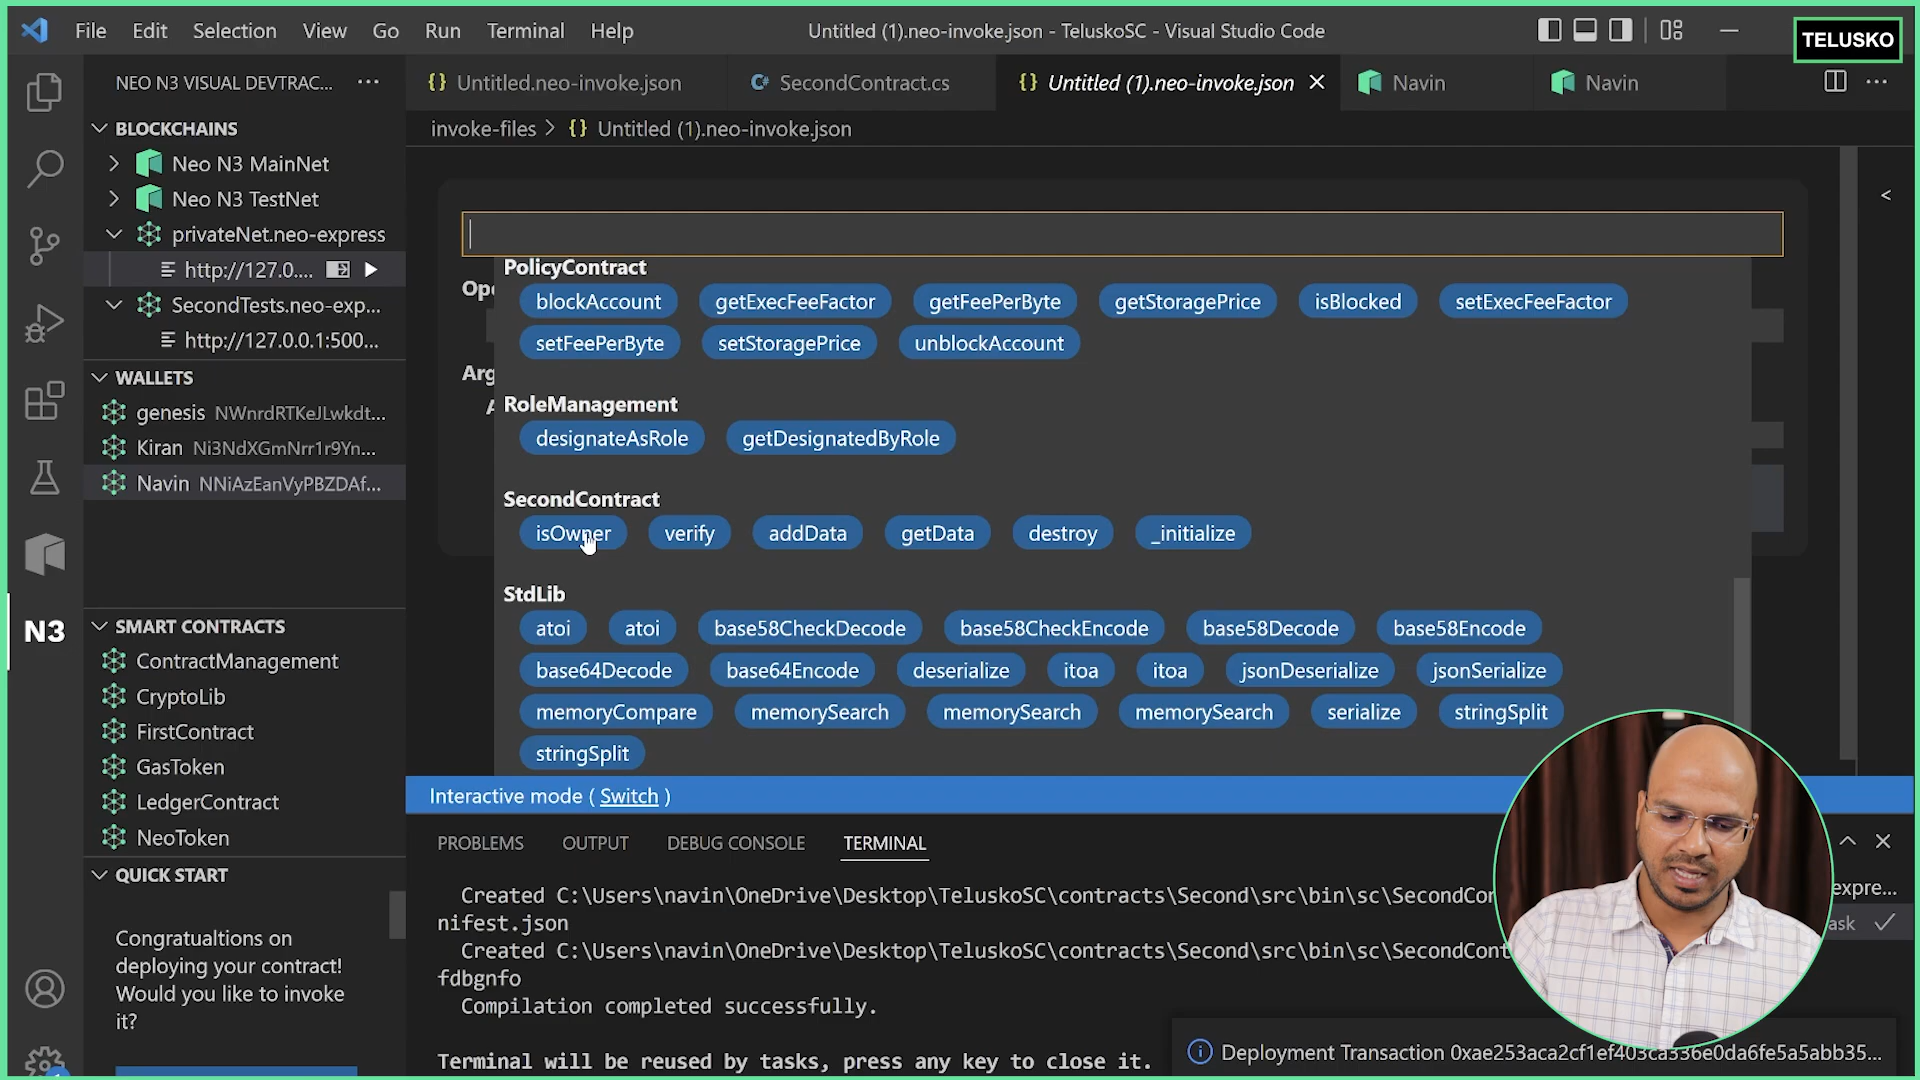 File Edit Selection View Go Run Terminal Help
Untitled (1).neo-invoke.json - TeluskoSC - Visual Studio Code
TELUSKO
NEO N3 VISUAL DEVTRAC...
BLOCKCHAINS
Neo N3 MainNet
Neo N3 TestNet
privateNet.neo-express
http://127.0....
SecondTests.neo-exp...
http://127.0.0.1:500...
WALLETS
genesis NWnrdRTKeJLwkdt...
Kiran Ni3NdXGmNrr1r9Yn...
Navin NNiAzEanVyPBZDAf...
N3
SMART CONTRACTS
ContractManagement
CryptoLib
FirstContract
GasToken
LedgerContract
NeoToken
QUICK START
Congratualtions on
deploying your contract!
Would you like to invoke
it?
{} Untitled.neo-invoke.json
C# SecondContract.cs
{} Untitled (1).neo-invoke.json
Navin
Navin
invoke-files > {} Untitled (1).neo-invoke.json
<
Ope
Arg
PolicyContract
blockAccount getExecFeeFactor getFeePerByte getStoragePrice isBlocked setExecFeeFactor
setFeePerByte setStoragePrice unblockAccount
RoleManagement
designateAsRole getDesignatedByRole
SecondContract
isOwner verify addData getData destroy _initialize
StdLib
atoi atoi base58CheckDecode base58CheckEncode base58Decode base58Encode
base64Decode base64Encode deserialize itoa itoa jsonDeserialize jsonSerialize
memoryCompare memorySearch memorySearch memorySearch serialize stringSplit
stringSplit
Interactive mode ( Switch )
PROBLEMS OUTPUT DEBUG CONSOLE TERMINAL
Created C:\Users\navin\OneDrive\Desktop\TeluskoSC\contracts\Second\src\bin\sc\SecondCon
nifest.json
Created C:\Users\navin\OneDrive\Desktop\TeluskoSC\contracts\Second\src\bin\sc\SecondCont
fdbgnfo
Compilation completed successfully.
Terminal will be reused by tasks, press any key to close it.
expre...
ask
Deployment Transaction 0xae253aca2cf1ef403ca336e0da6fe5a5abb35...